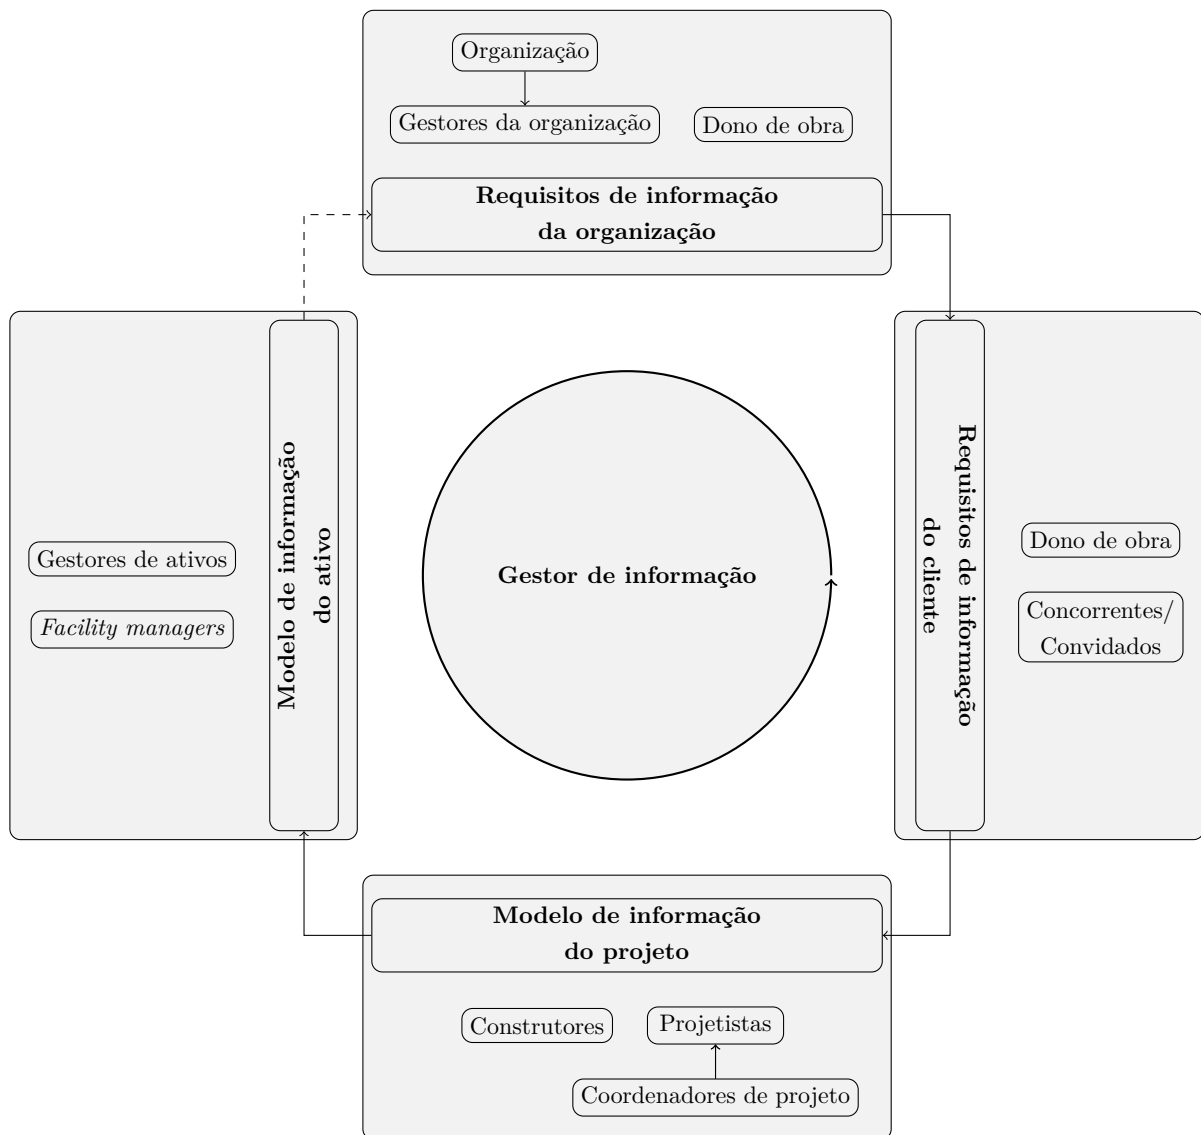 Organização
Gestores da organização
Dono de obra
Requisitos de informação
da organização
Modelo de informação
do ativo
Gestores de ativos
Facility managers
Gestor de informação
Requisitos de informação
do cliente
Dono de obra
Concorrentes/
Convidados
Modelo de informação
do projeto
Construtores
Projetistas
Coordenadores de projeto